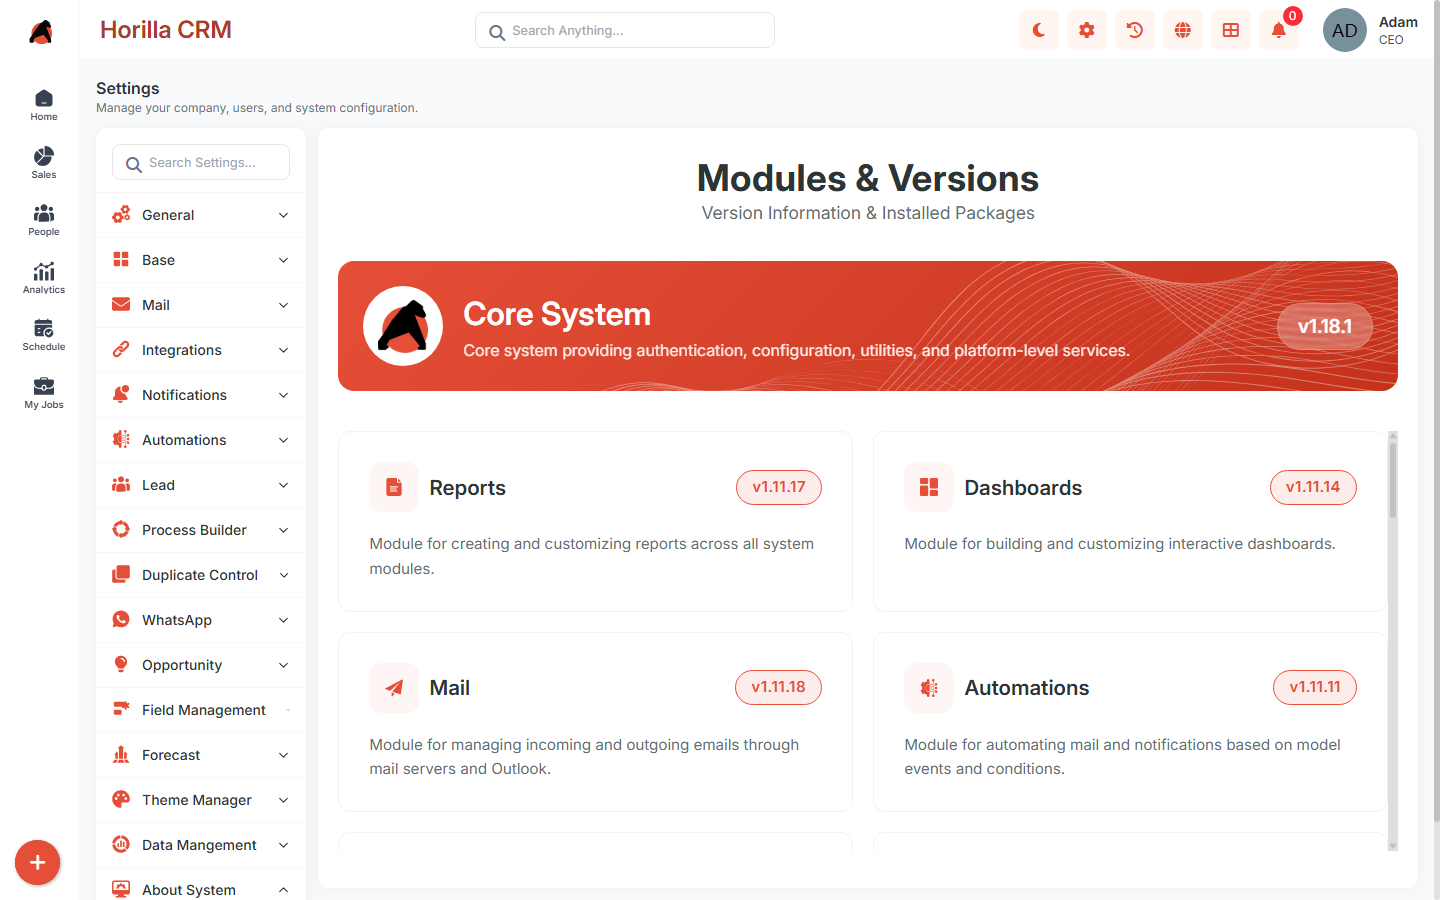 Horilla CRM
Search Anything...
0
AD
Adam
CEO
Home
Sales
People
Analytics
Schedule
My Jobs
Settings
Manage your company, users, and system configuration.
Search Settings...
General
Base
Mail
Integrations
Notifications
Automations
Lead
Process Builder
Duplicate Control
WhatsApp
Opportunity
Field Management
Forecast
Theme Manager
Data Mangement
About System
Modules & Versions
Version Information & Installed Packages
Core System
Core system providing authentication, configuration, utilities, and platform-level services.
v1.18.1
Reports
v1.11.17
Module for creating and customizing reports across all system
modules.
Dashboards
v1.11.14
Module for building and customizing interactive dashboards.
Mail
v1.11.18
Module for managing incoming and outgoing emails through
mail servers and Outlook.
Automations
v1.11.11
Module for automating mail and notifications based on model
events and conditions.